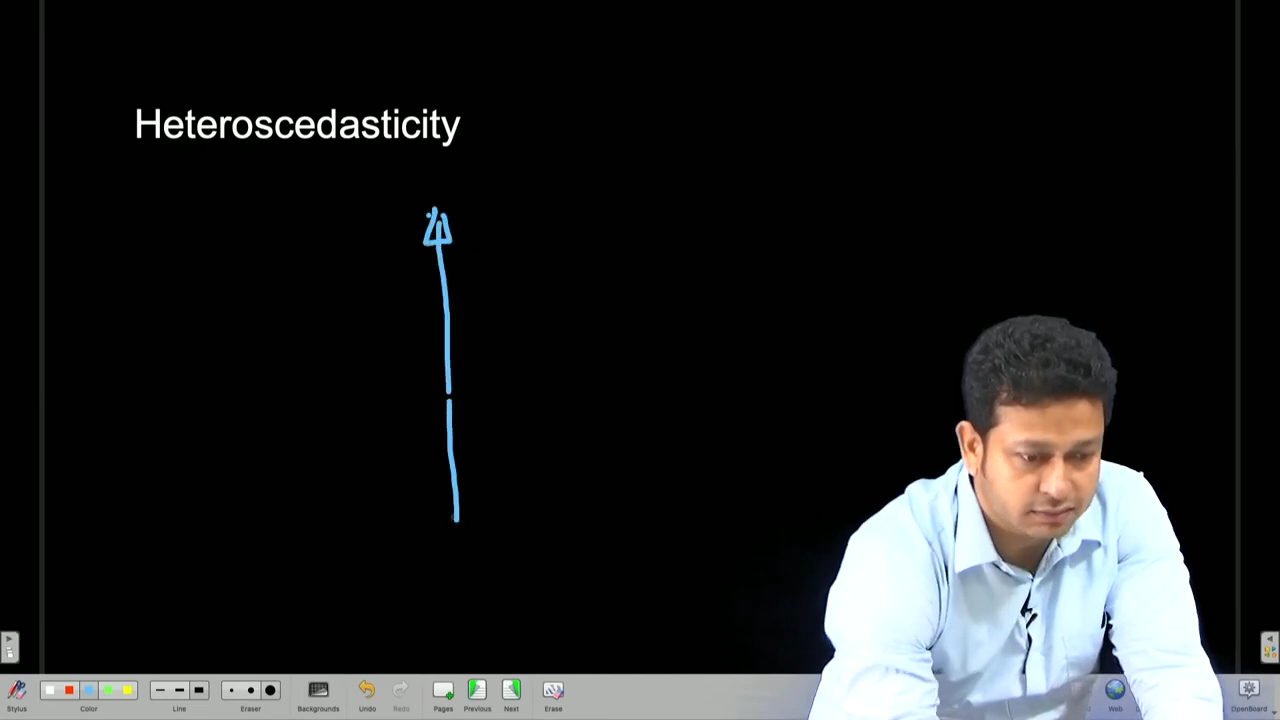 Heteroscedasticity
Stylus
Color
Line
Eraser
Backgrounds
Undo
Redo
Pages
Previous
Next
Erase
Web
OpenBoard